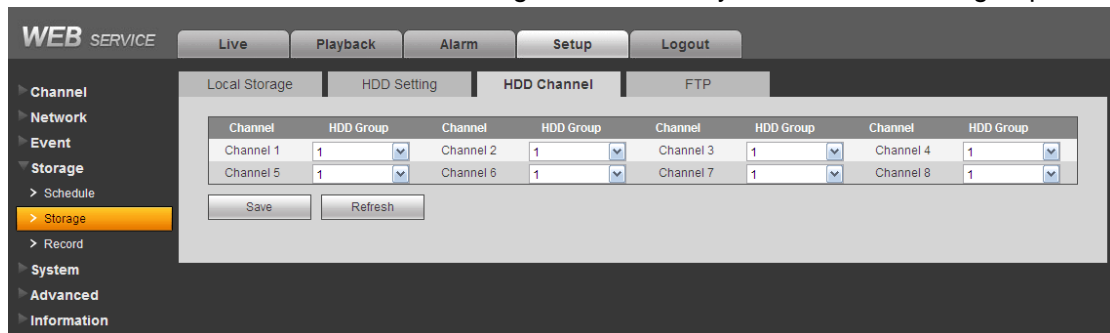 WEB SERVICE
Live Playback Alarm Setup Logout
Local Storage HDD Setting HDD Channel FTP
Channel
Network
Event
Storage
> Schedule
> Storage
> Record
System
Advanced
Information
Channel HDD Group Channel HDD Group Channel HDD Group Channel HDD Group
Channel 1 1 Channel 2 1 Channel 3 1 Channel 4 1
Channel 5 1 Channel 6 1 Channel 7 1 Channel 8 1
Save Refresh